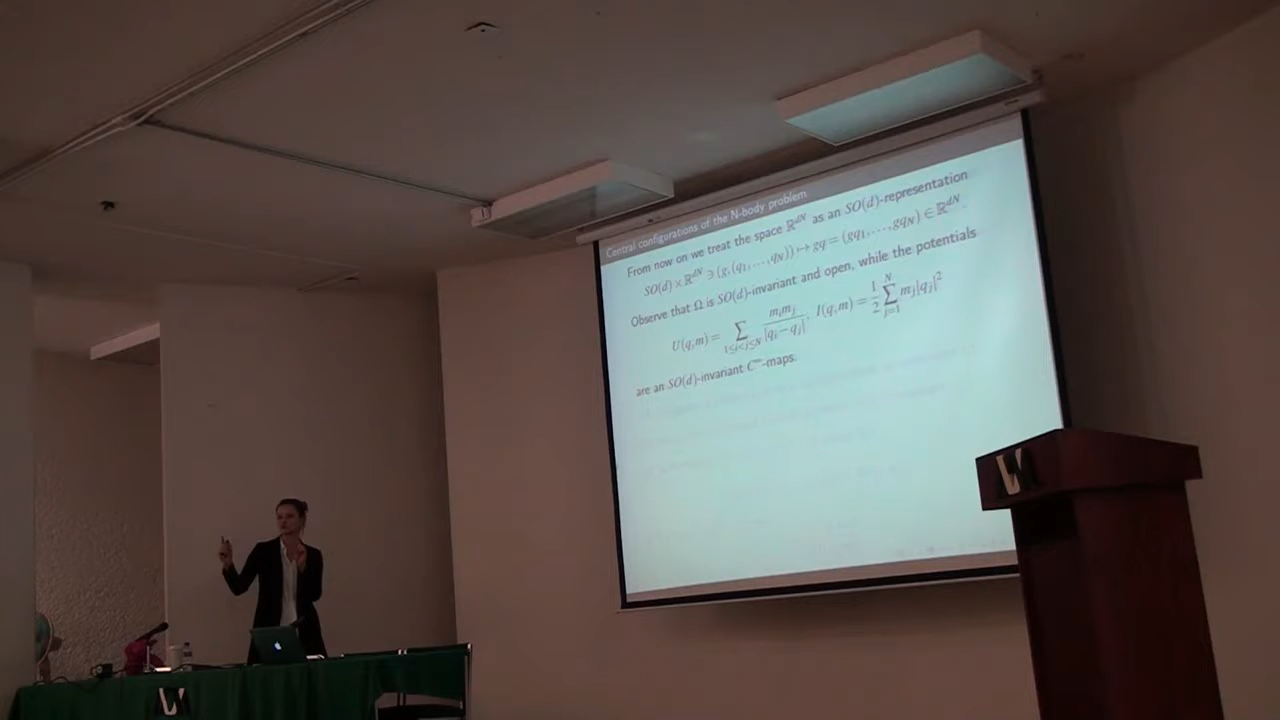 Central configurations of the N-body problem
From now on we treat the space ℝ^{dN} as an SO(d)-representation
SO(d) × ℝ^{dN} ∋ (g,(q_1,…,q_N)) ↦ gq = (gq_1,…,gq_N) ∈ ℝ^{dN}.
Observe that Ω is SO(d)-invariant and open, while the potentials
U(q,m) = ∑_{1≤i<j≤N} m_i m_j / |q_i − q_j|, I(q,m) = 1/2 ∑_{j=1}^{N} m_j|q_j|^2
are an SO(d)-invariant C^∞-maps.